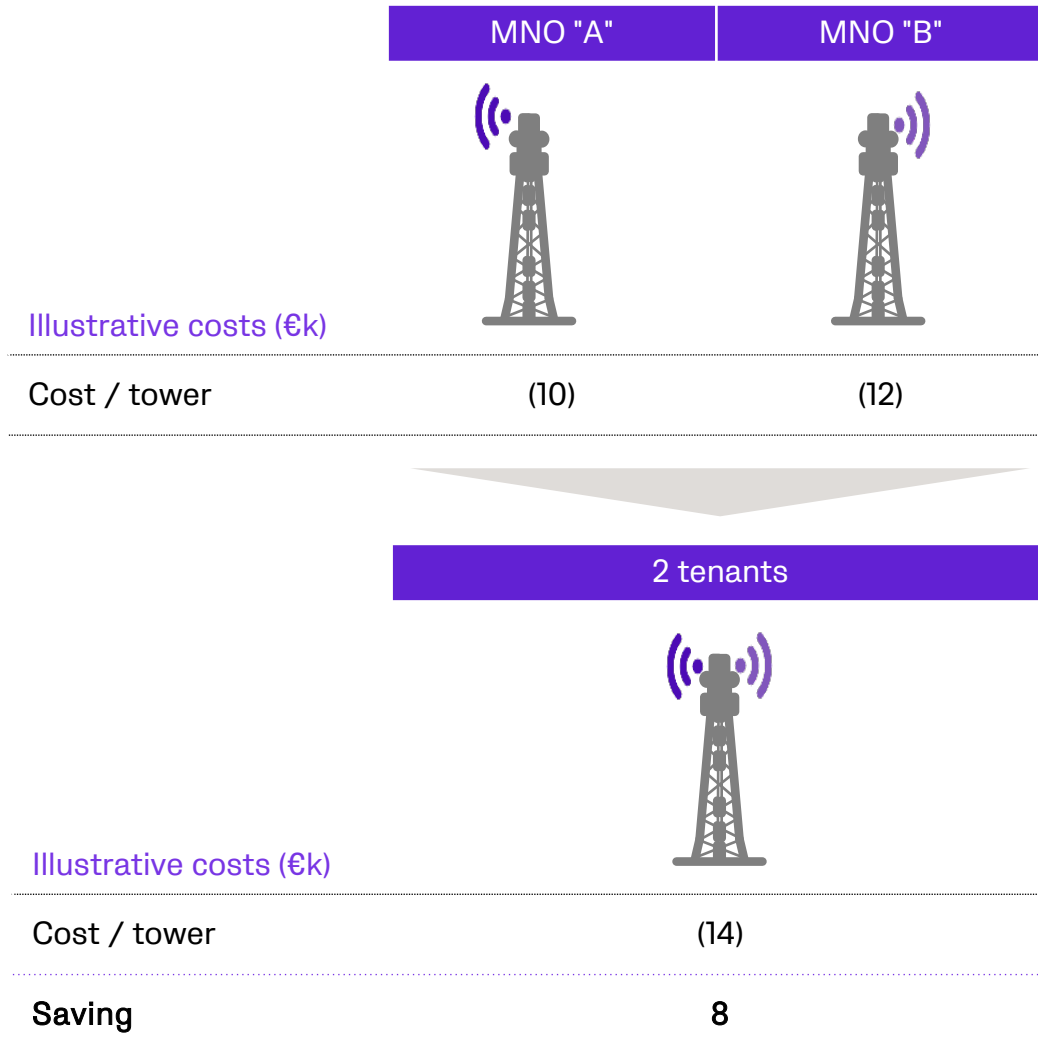 MNO "A" MNO "B"
Illustrative costs (€k)
Cost / tower (10) (12)
2 tenants
Illustrative costs (€k)
Cost / tower (14)
Saving 8